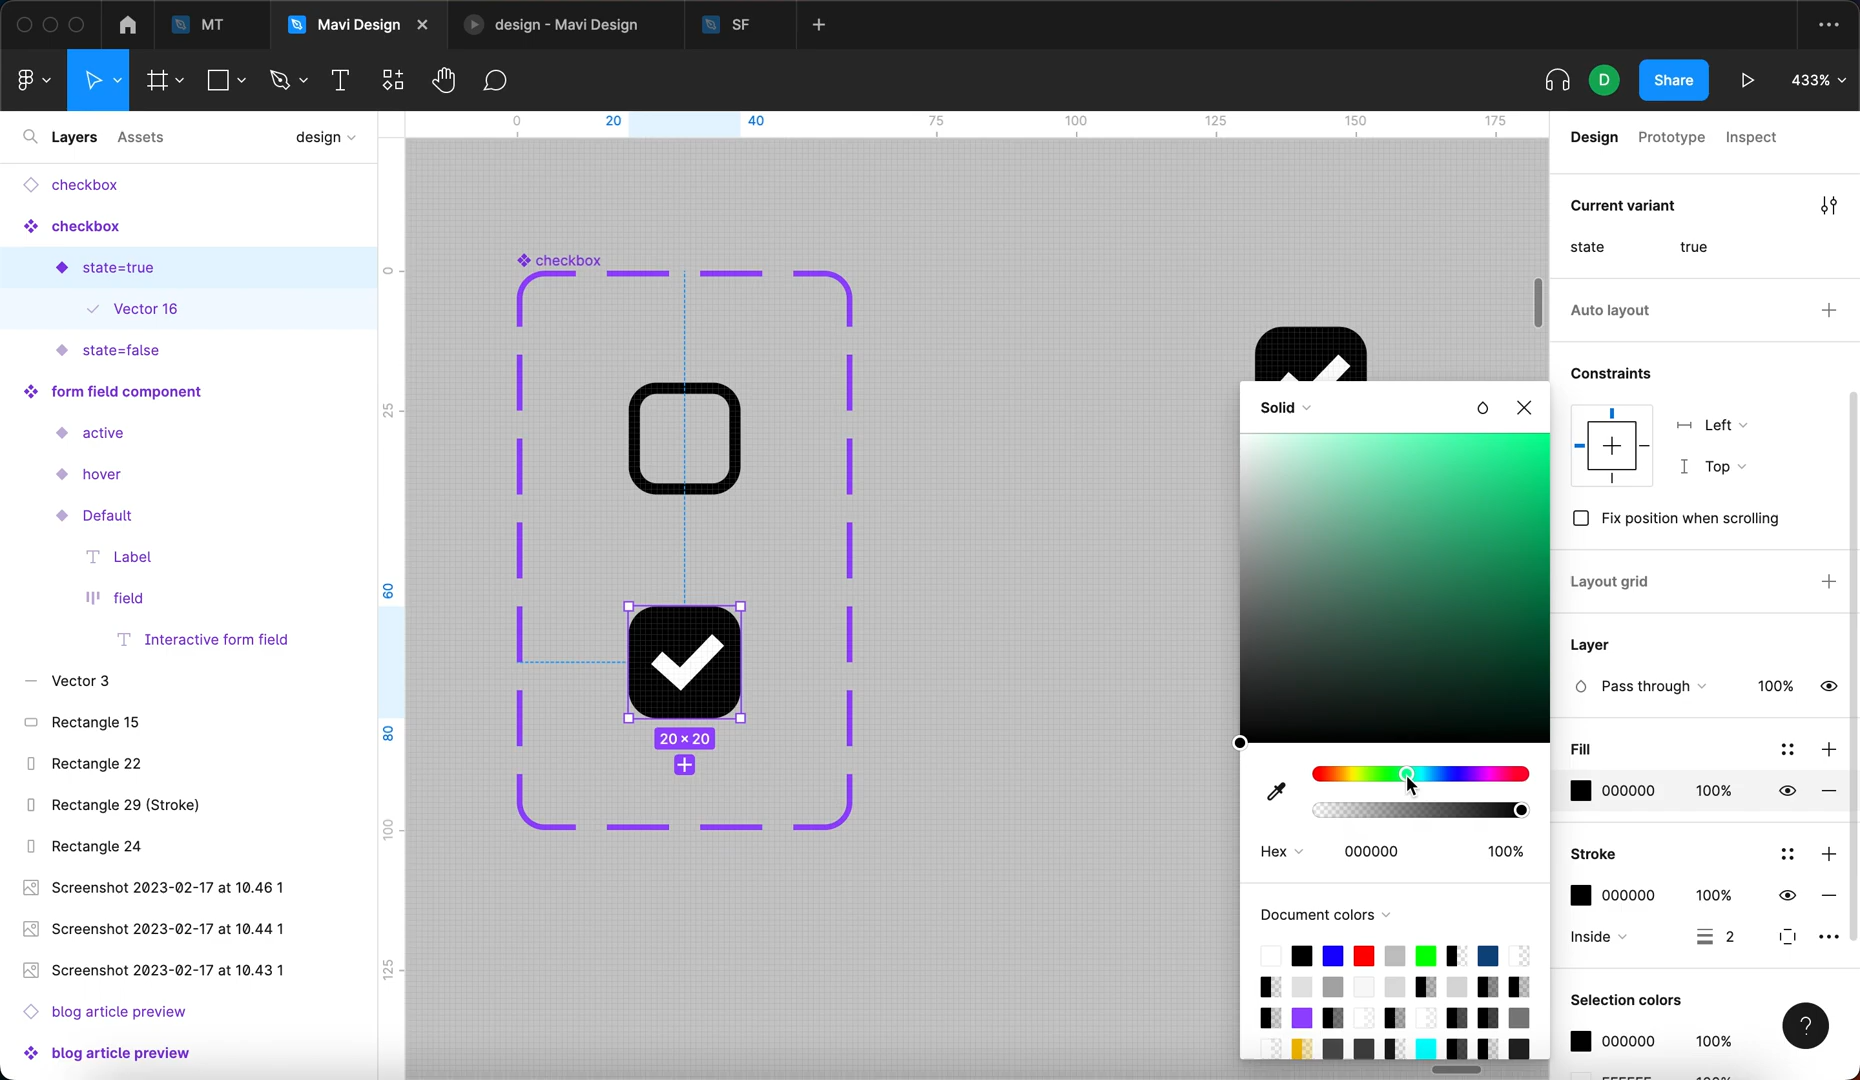 MT
Mavi Design
design - Mavi Design
SF
D
Share
433%
Layers
Assets
design
checkbox
checkbox
state=true
Vector 16
state=false
form field component
active
hover
Default
Label
field
Interactive form field
Vector 3
Rectangle 15
Rectangle 22
Rectangle 29 (Stroke)
Rectangle 24
Screenshot 2023-02-17 at 10.46 1
Screenshot 2023-02-17 at 10.44 1
Screenshot 2023-02-17 at 10.43 1
blog article preview
blog article preview
0 20 40 75 100 125 150 175
0
25
60
80
100
125
checkbox
20 × 20
Solid
Hex 000000 100%
Document colors
Design
Prototype
Inspect
Current variant
state true
Auto layout
Constraints
Left
Top
Fix position when scrolling
Layout grid
Layer
Pass through 100%
Fill
000000 100%
Stroke
000000 100%
Inside 2
Selection colors
000000 100%
?